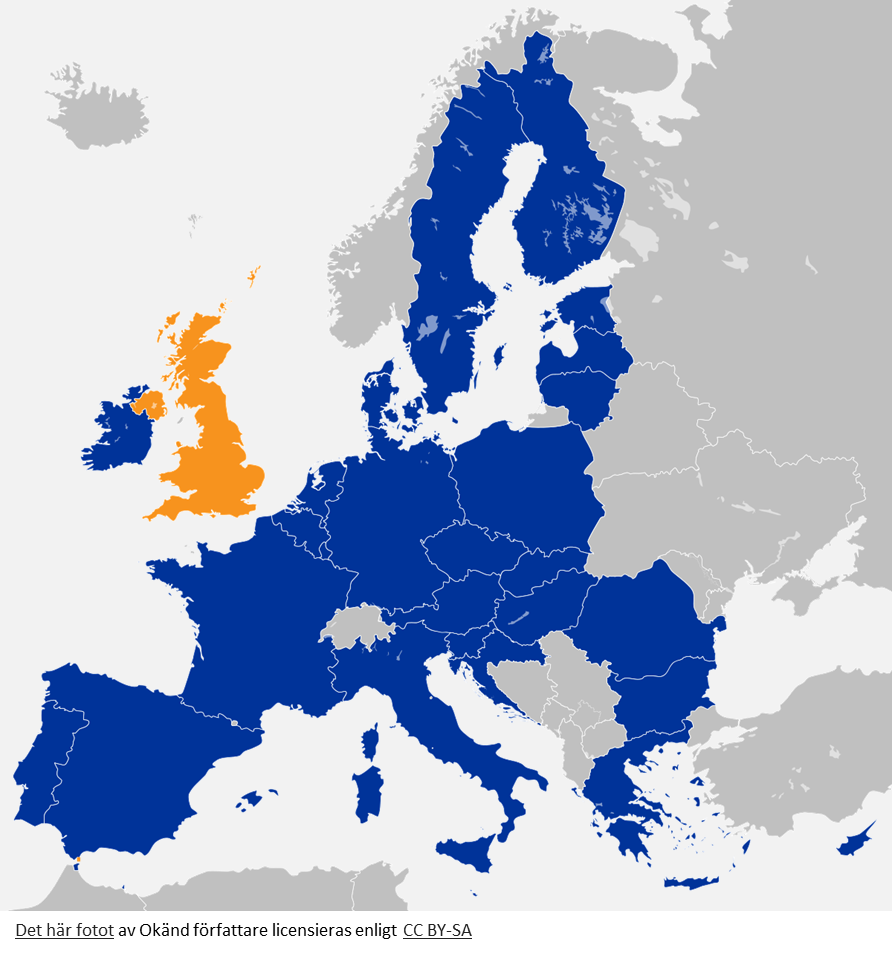 Det här fotot av Okänd författare licensieras enligt CC BY-SA